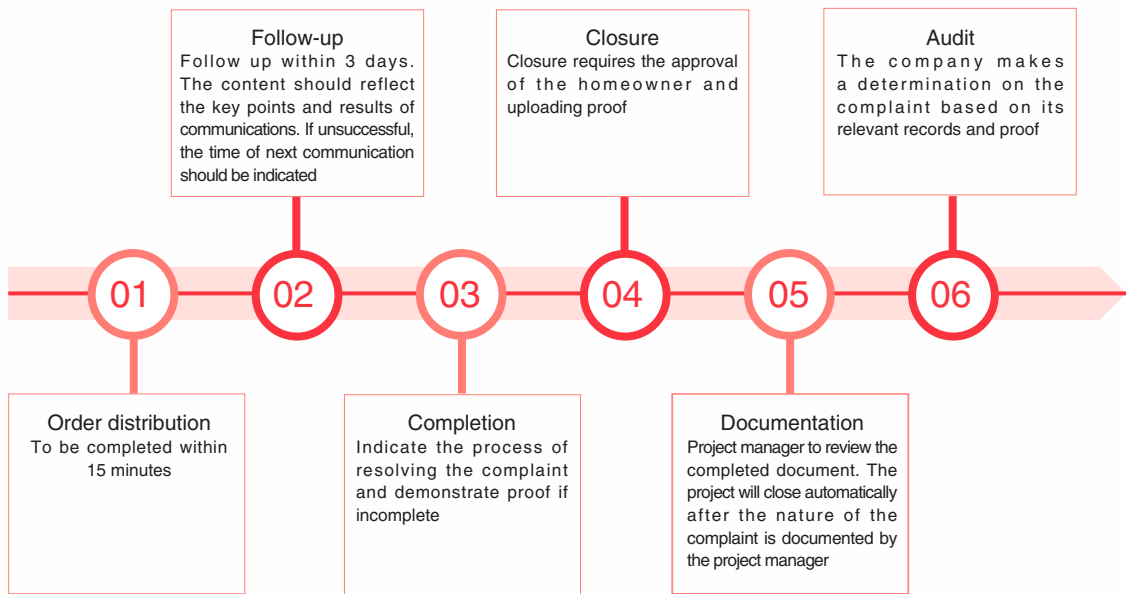 Follow-up
Follow up within 3 days.
The content should reflect
the key points and results of
communications. If unsuccessful,
the time of next communication
should be indicated
Closure
Closure requires the approval
of the homeowner and
uploading proof
Audit
The company makes
a determination on the
complaint based on its
relevant records and proof
01
02
03
04
05
06
Order distribution
To be completed within
15 minutes
Completion
Indicate the process of
resolving the complaint
and demonstrate proof if
incomplete
Documentation
Project manager to review the
completed document. The
project will close automatically
after the nature of the
complaint is documented by
the project manager